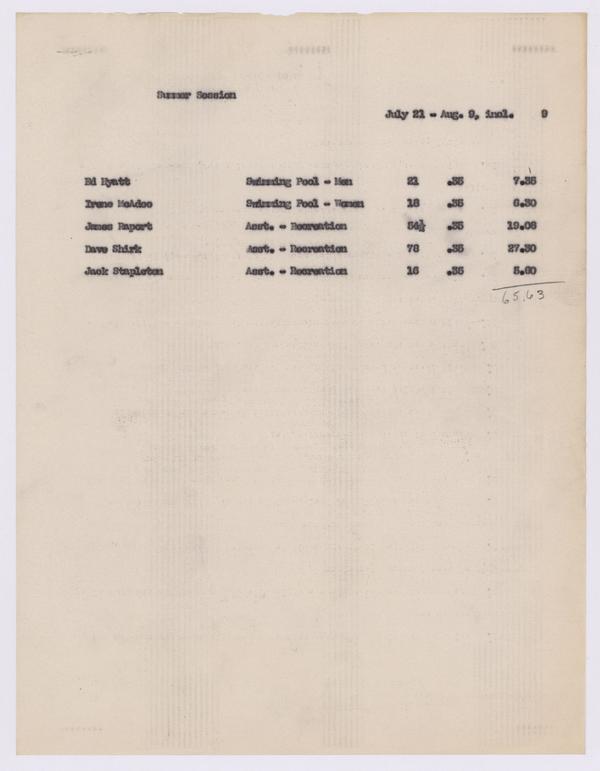 Summer Session
July 21 - Aug. 9, incl. 9
Ed Hyatt Swimming Pool - Men 21 .35 7.35
Irene McAdoo Swimming Pool - Women 18 .35 6.30
James Raport Asst. - Recreation 54½ .35 19.08
Dave Shirk Asst. - Recreation 78 .35 27.30
Jack Stapleton Asst. - Recreation 16 .35 5.60
65.63